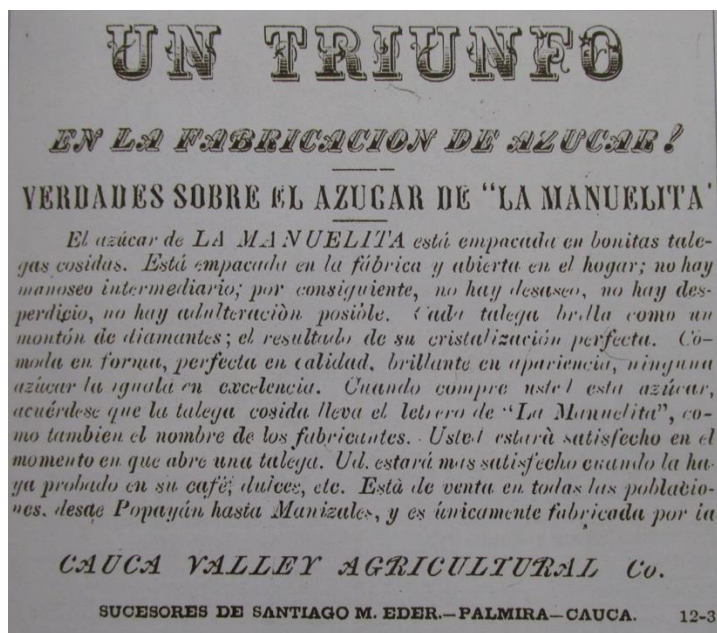 UN TRIUNFO
EN LA FABRICACION DE AZUCAR!
VERDADES SOBRE EL AZUCAR DE "LA MANUELITA'
El azúcar de LA MANUELITA está empacada en bonitas tale-
gas cosidas. Está empacada en la fábrica y abierta en el hogar; no hay
manoseo intermediario; por consiguiente, no hay desaseo, no hay des-
perdicio, no hay adulteraciòn posible. Cada talega brilla como un
montón de diamantes; el resultado de su cristalización perfecta. Có-
moda en forma, perfecta en calidad, brillante en apariencia, ninguna
azúcar la iguala en excelencia. Cuando compre usted esta azúcar,
acuérdese que la talega cosida lleva el letrero de "La Manuelita", co-
mo tambien el nombre de los fabricantes. Usted estarà satisfecho en el
momento en que abre una talega. Ud. estará mas satisfecho cuando la ha-
ya probado en su café, dulces, etc. Està de venta en todas las poblacio-
nes, desde Popayán hasta Manizales, y es únicamente fabricada por la
CAUCA VALLEY AGRICULTURAL Co.
SUCESORES DE SANTIAGO M. EDER.—PALMIRA—CAUCA. 12-3